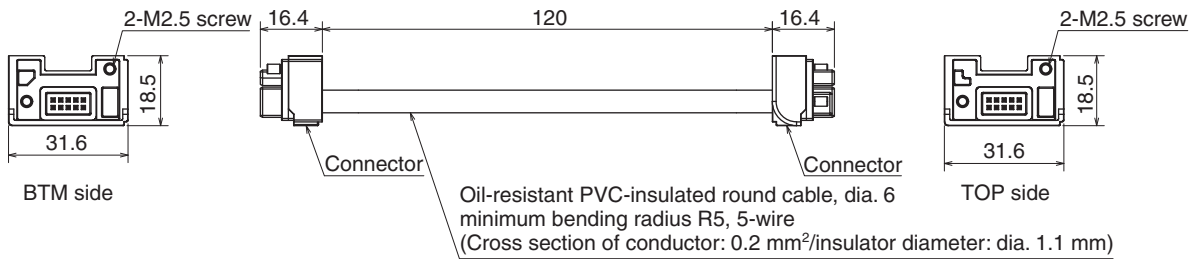 2-M2.5 screw
16.4
120
16.4
2-M2.5 screw
18.5
18.5
31.6
31.6
Connector
Connector
BTM side
TOP side
Oil-resistant PVC-insulated round cable, dia. 6
minimum bending radius R5, 5-wire
(Cross section of conductor: 0.2 mm²/insulator diameter: dia. 1.1 mm)